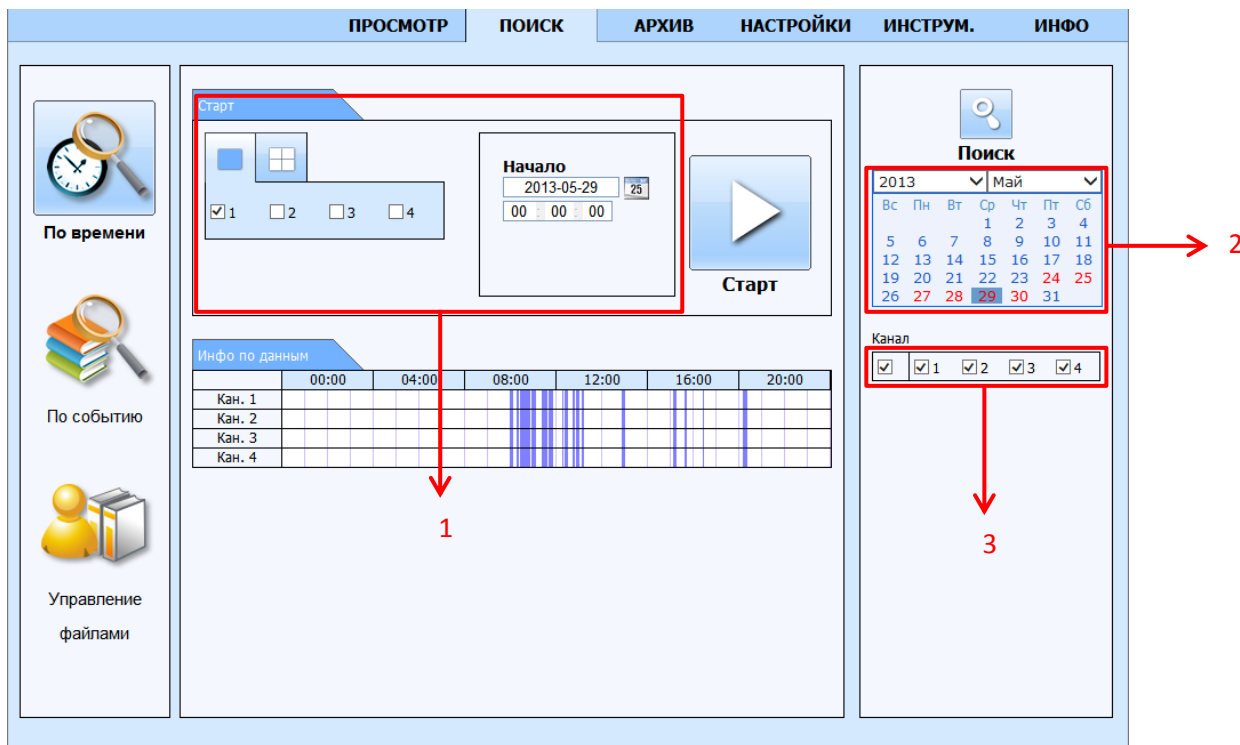 ПРОСМОТР ПОИСК АРХИВ НАСТРОЙКИ ИНСТРУМ. ИНФО
По времени
По событию
Управление
файлами
Старт
1 2 3 4
Начало
2013-05-29 25
00 : 00 : 00
Старт
Инфо по данным
00:00 04:00 08:00 12:00 16:00 20:00
Кан. 1
Кан. 2
Кан. 3
Кан. 4
1
Поиск
2013 Май
Вс Пн Вт Ср Чт Пт Сб
1 2 3 4
5 6 7 8 9 10 11
12 13 14 15 16 17 18
19 20 21 22 23 24 25
26 27 28 29 30 31
2
Канал
1 2 3 4
3